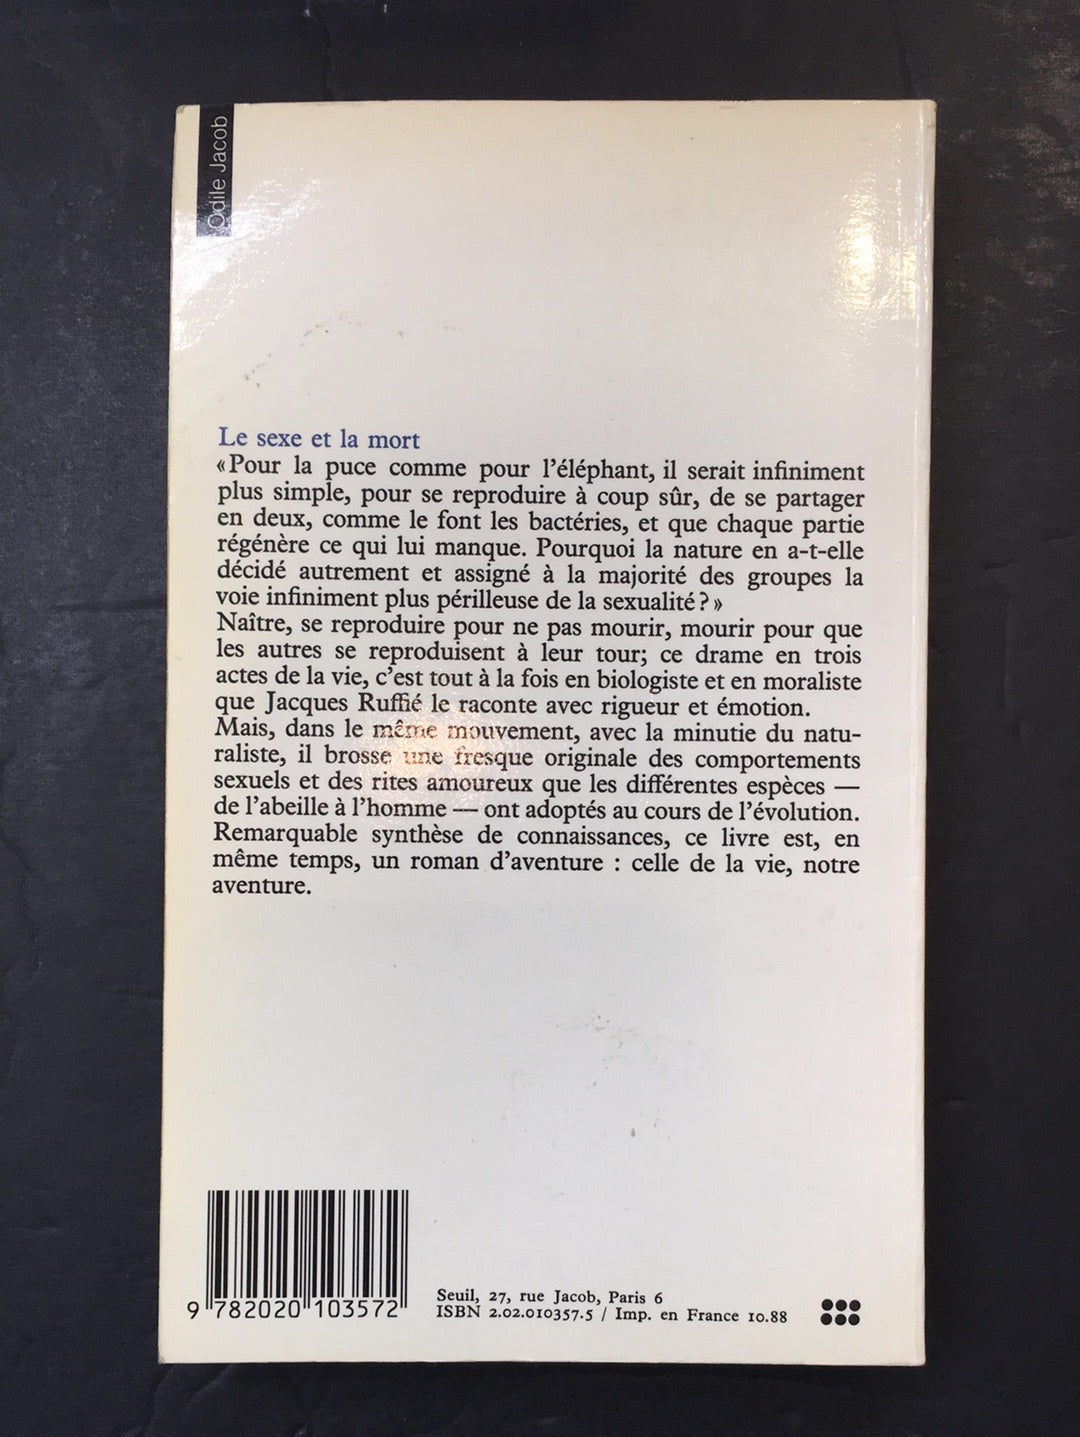 Odile Jacob
Le sexe et la mort
«Pour la puce comme pour l'éléphant, il serait infiniment
plus simple, pour se reproduire à coup sûr, de se partager
en deux, comme le font les bactéries, et que chaque partie
régénère ce qui lui manque. Pourquoi la nature en a-t-elle
décidé autrement et assigné à la majorité des groupes la
voie infiniment plus périlleuse de la sexualité ? »
Naître, se reproduire pour ne pas mourir, mourir pour que
les autres se reproduisent à leur tour; ce drame en trois
actes de la vie, c'est tout à la fois en biologiste et en moraliste
que Jacques Ruffié le raconte avec rigueur et émotion.
Mais, dans le même mouvement, avec la minutie du natu-
raliste, il brosse une fresque originale des comportements
sexuels et des rites amoureux que les différentes espèces —
de l'abeille à l'homme — ont adoptés au cours de l'évolution.
Remarquable synthèse de connaissances, ce livre est, en
même temps, un roman d'aventure : celle de la vie, notre
aventure.
9 782020 103572
Seuil, 27, rue Jacob, Paris 6
ISBN 2.02.010357.5 / Imp. en France 10.88